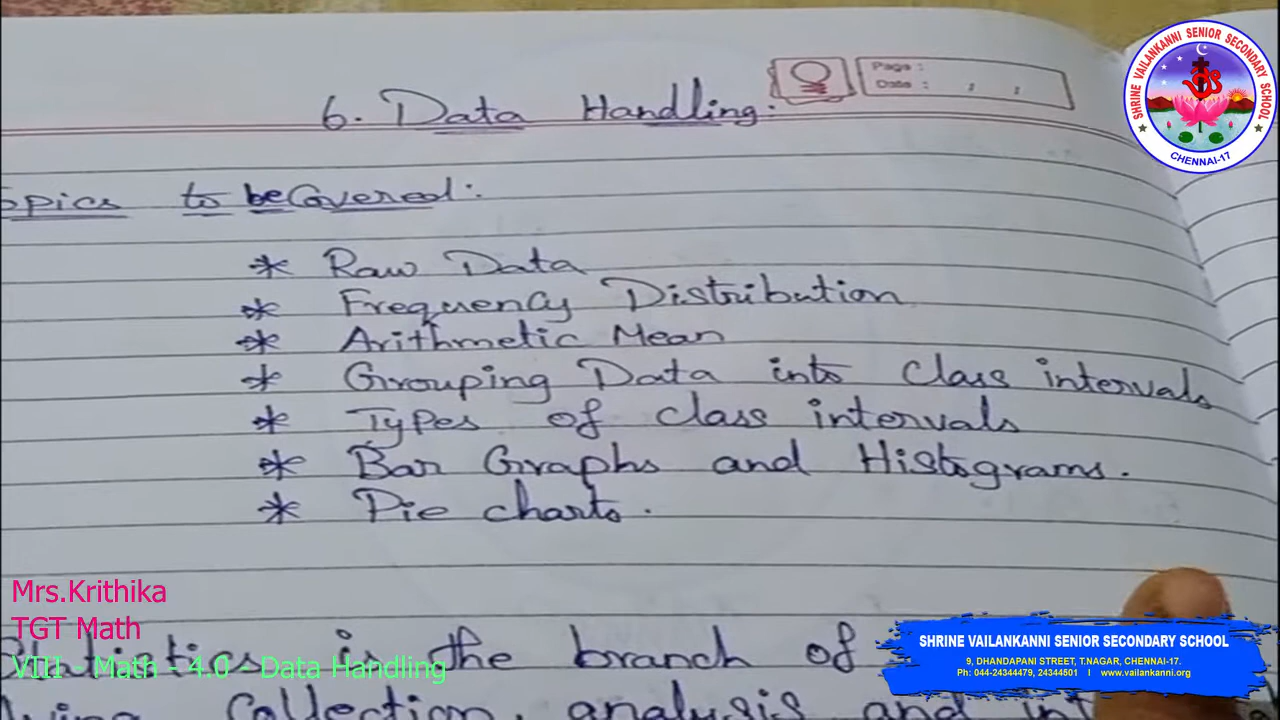 SHRINE VAILANKANNI SENIOR SECONDARY SCHOOL
CHENNAI-17
Page :
Date : / /
6. Data Handling:
opics to be Covered:
* Raw Data
* Frequency Distribution
* Arithmetic Mean
* Grouping Data into Class intervals
* Types of class intervals
* Bar Graphs and Histograms.
* Pie charts.
Mrs.Krithika
TGT Math
VIII - Math - 4.0 - Data Handling
Statistics is the branch of
Collection, analysis and int
SHRINE VAILANKANNI SENIOR SECONDARY SCHOOL
9, DHANDAPANI STREET, T.NAGAR, CHENNAI-17.
Ph: 044-24344479, 24344501 I www.vailankanni.org